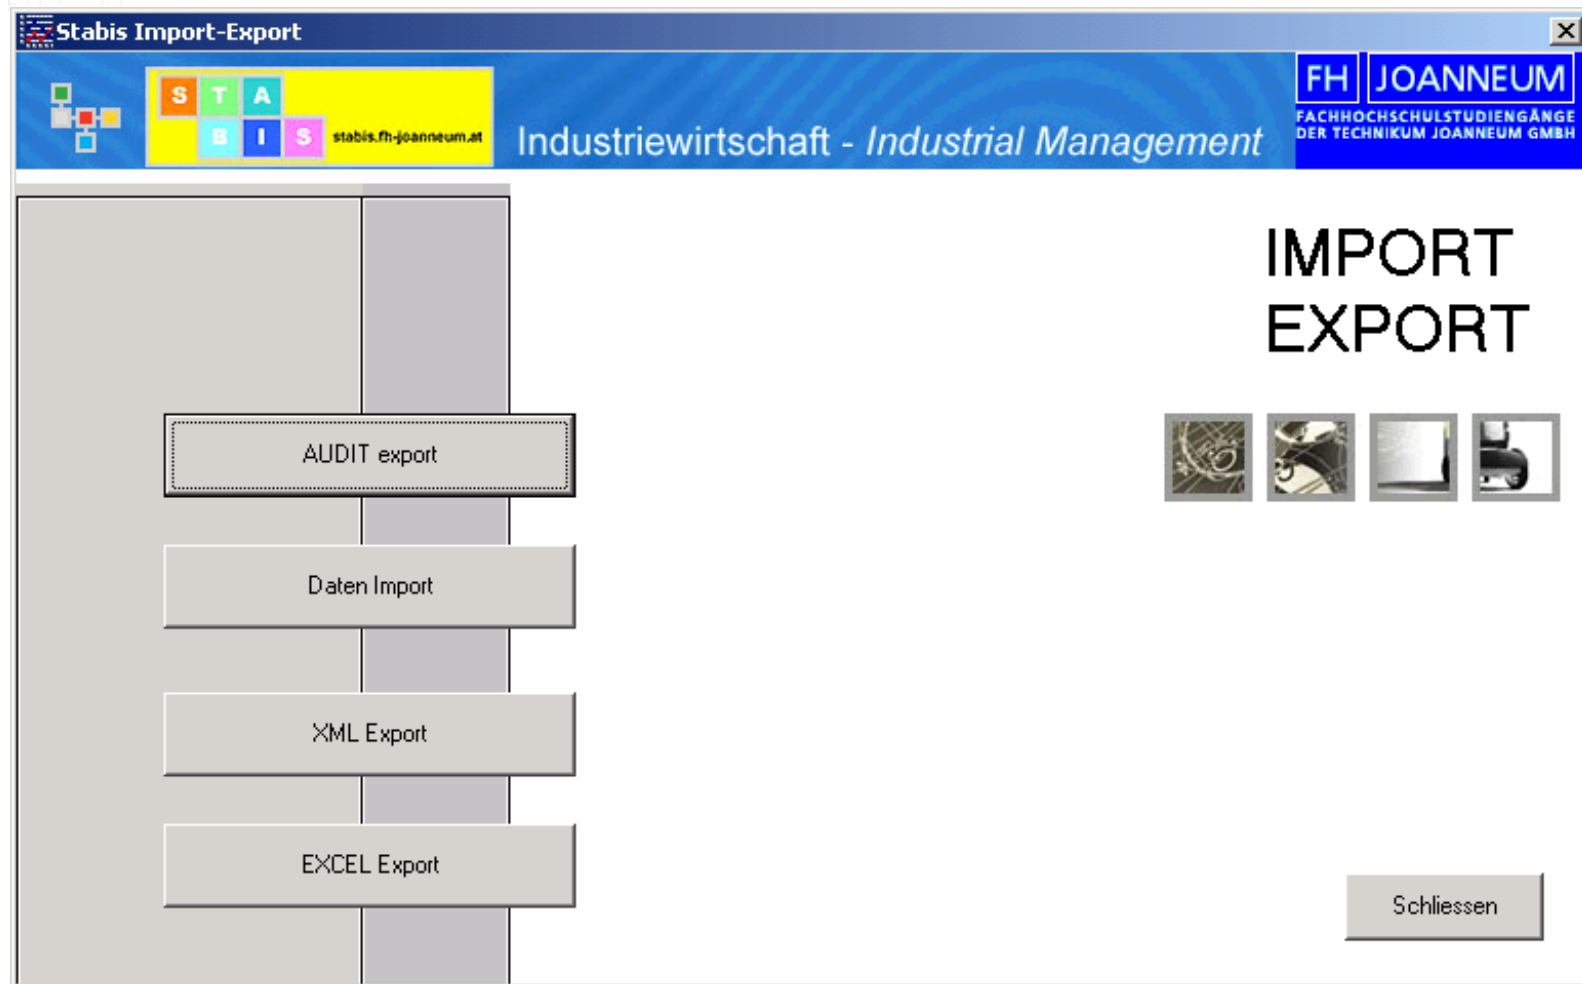 Stabis Import-Export
S T A
B I S
stabis.fh-joanneum.at
Industriewirtschaft - Industrial Management
FH JOANNEUM
FACHHOCHSCHULSTUDIENGÄNGE
DER TECHNIKUM JOANNEUM GMBH
IMPORT
EXPORT
AUDIT export
Daten Import
XML Export
EXCEL Export
Schliessen